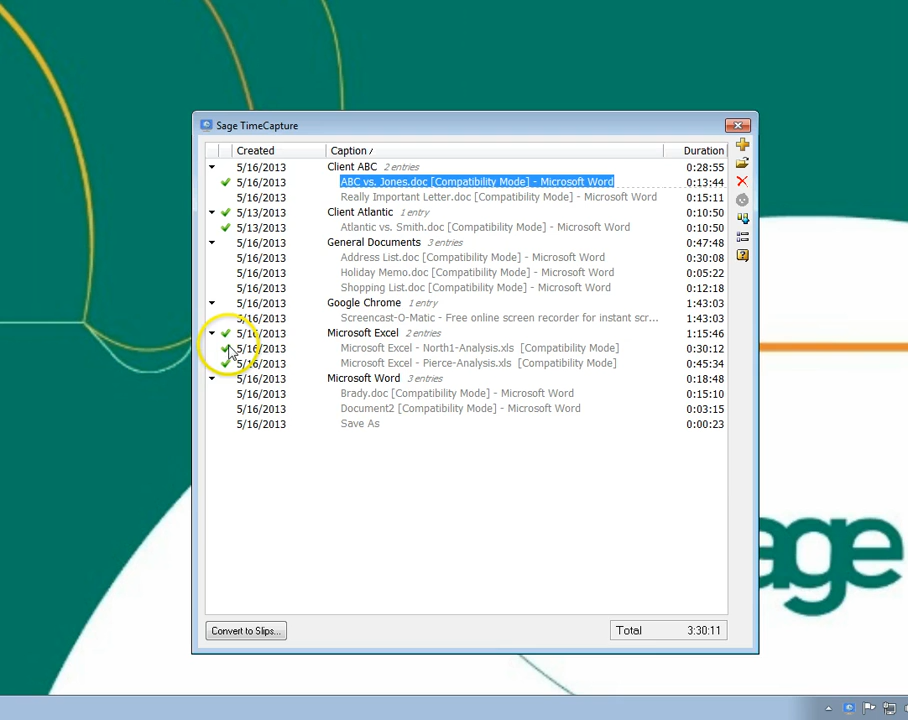 Sage TimeCapture
Created Caption / Duration
5/16/2013 Client ABC 2 entries 0:28:55
5/16/2013 ABC vs. Jones.doc [Compatibility Mode] - Microsoft Word 0:13:44
5/16/2013 Really Important Letter.doc [Compatibility Mode] - Microsoft Word 0:15:11
5/13/2013 Client Atlantic 1 entry 0:10:50
5/13/2013 Atlantic vs. Smith.doc [Compatibility Mode] - Microsoft Word 0:10:50
5/16/2013 General Documents 3 entries 0:47:48
5/16/2013 Address List.doc [Compatibility Mode] - Microsoft Word 0:30:08
5/16/2013 Holiday Memo.doc [Compatibility Mode] - Microsoft Word 0:05:22
5/16/2013 Shopping List.doc [Compatibility Mode] - Microsoft Word 0:12:18
5/16/2013 Google Chrome 1 entry 1:43:03
5/16/2013 Screencast-O-Matic - Free online screen recorder for instant scr... 1:43:03
5/16/2013 Microsoft Excel 2 entries 1:15:46
5/16/2013 Microsoft Excel - North1-Analysis.xls [Compatibility Mode] 0:30:12
5/16/2013 Microsoft Excel - Pierce-Analysis.xls [Compatibility Mode] 0:45:34
5/16/2013 Microsoft Word 3 entries 0:18:48
5/16/2013 Brady.doc [Compatibility Mode] - Microsoft Word 0:15:10
5/16/2013 Document2 [Compatibility Mode] - Microsoft Word 0:03:15
5/16/2013 Save As 0:00:23
age
Convert to Slips... Total 3:30:11